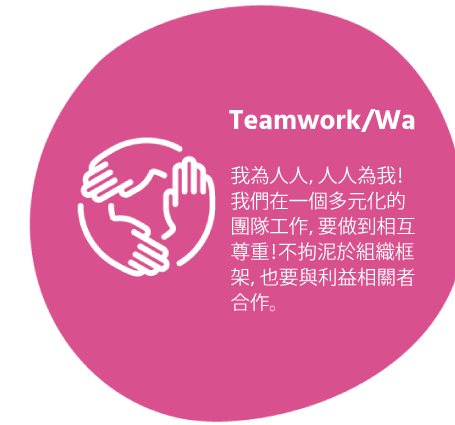 Teamwork/Wa
我為人人, 人人為我!
我們在一個多元化的
團隊工作, 要做到相互
尊重!不拘泥於組織框
架, 也要與利益相關者
合作。